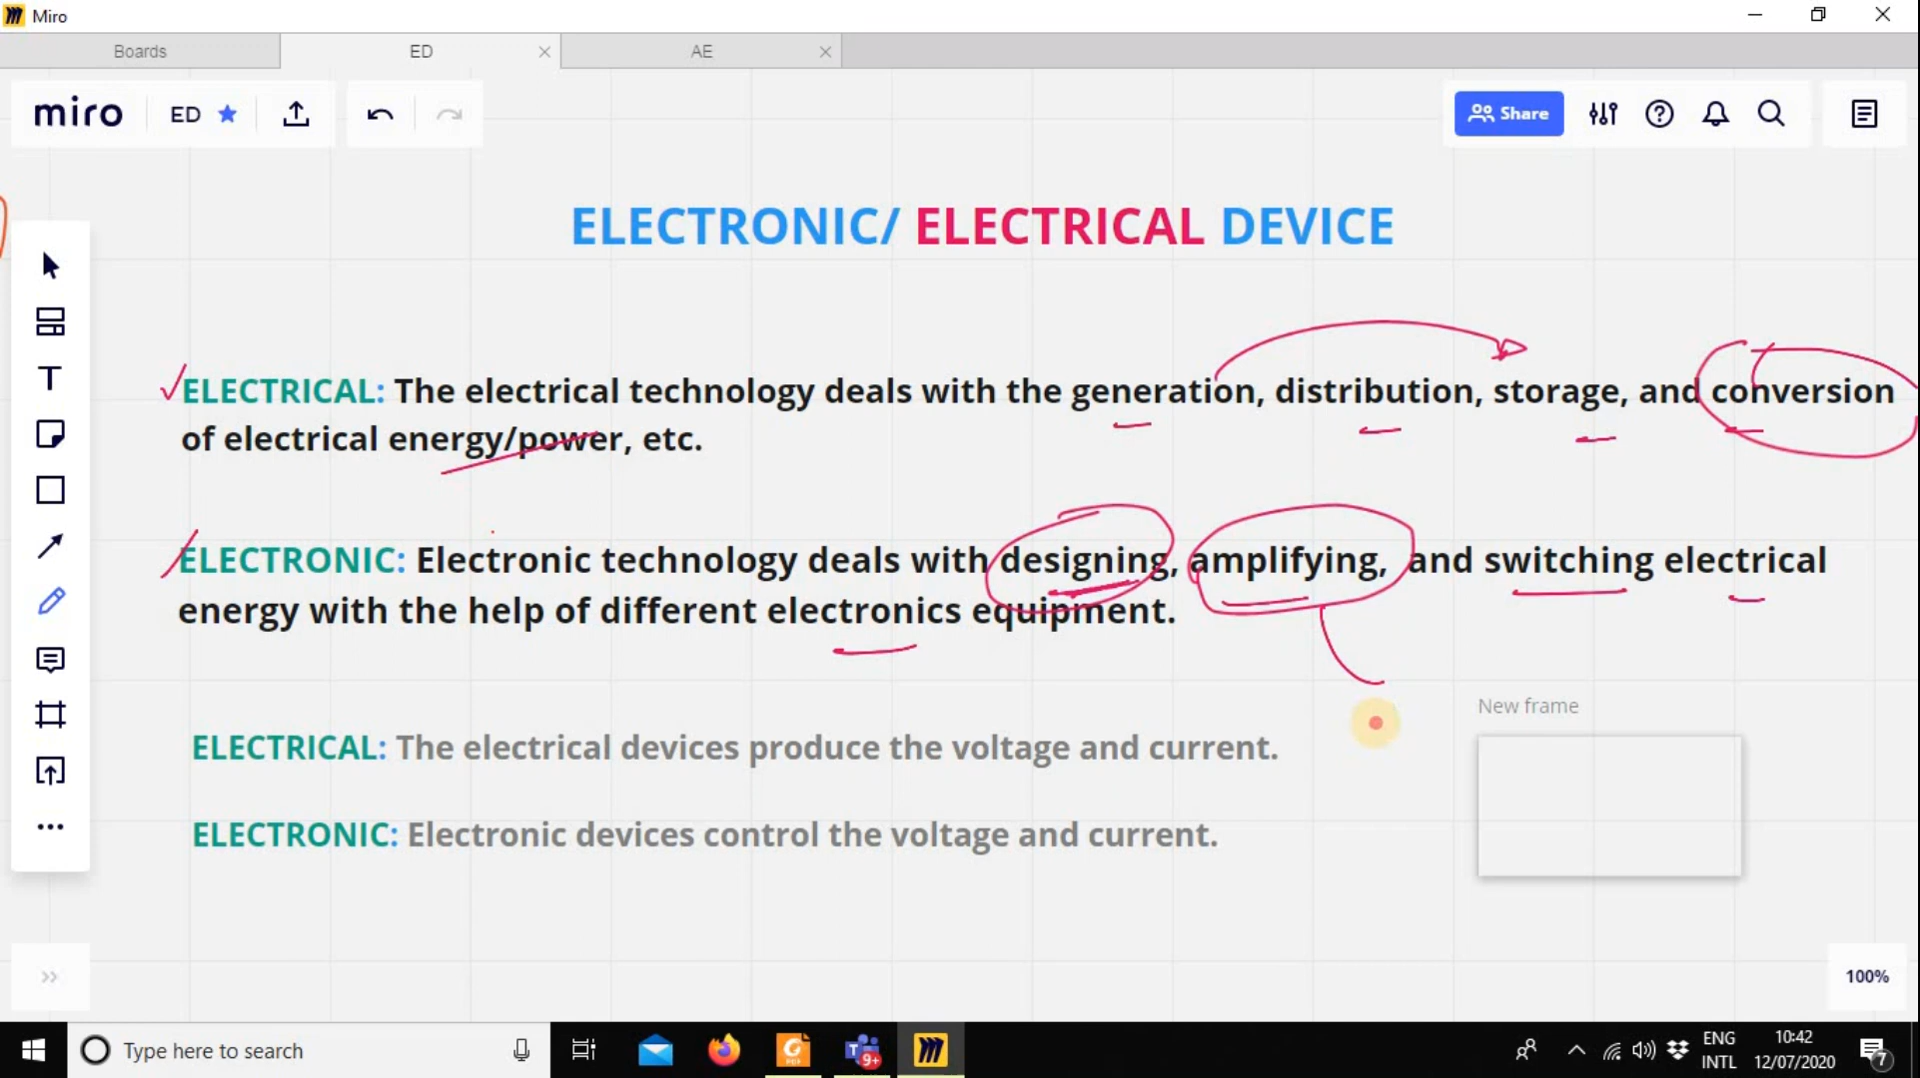 Miro
Boards
ED
AE
miro
ED
Share
ELECTRONIC/ ELECTRICAL DEVICE
ELECTRICAL: The electrical technology deals with the generation, distribution, storage, and conversion
of electrical energy/power, etc.
ELECTRONIC: Electronic technology deals with designing, amplifying, and switching electrical
energy with the help of different electronics equipment.
New frame
ELECTRICAL: The electrical devices produce the voltage and current.
ELECTRONIC: Electronic devices control the voltage and current.
100%
Type here to search
9+
ENG
INTL
10:42
12/07/2020
7